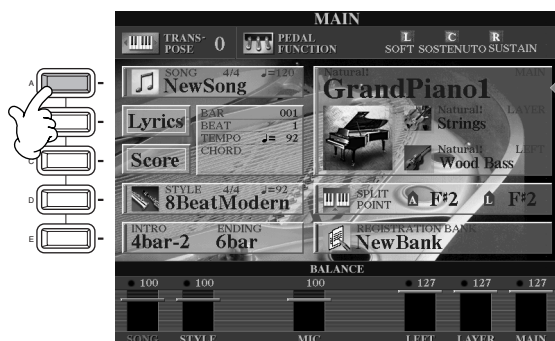 MAIN
TRANS-
POSE 0
PEDAL
FUNCTION
L C R
SOFT SOSTENUTO SUSTAIN
A
SONG 4/4 ♩=120
NewSong
Natural! MAIN
GrandPiano1
Lyrics
BAR 001
BEAT 1
TEMPO ♩= 92
CHORD
Score
Natural! LAYER
Strings
Natural! LEFT
Wood Bass
D
STYLE 4/4 ♩=92
8BeatModern
SPLIT
POINT A F♯2 L F♯2
E
INTRO ENDING
4bar-2 6bar
REGISTRATION BANK
NewBank
BALANCE
100 100 100 127 127 127
SONG STYLE MIC LEFT LAYER MAIN